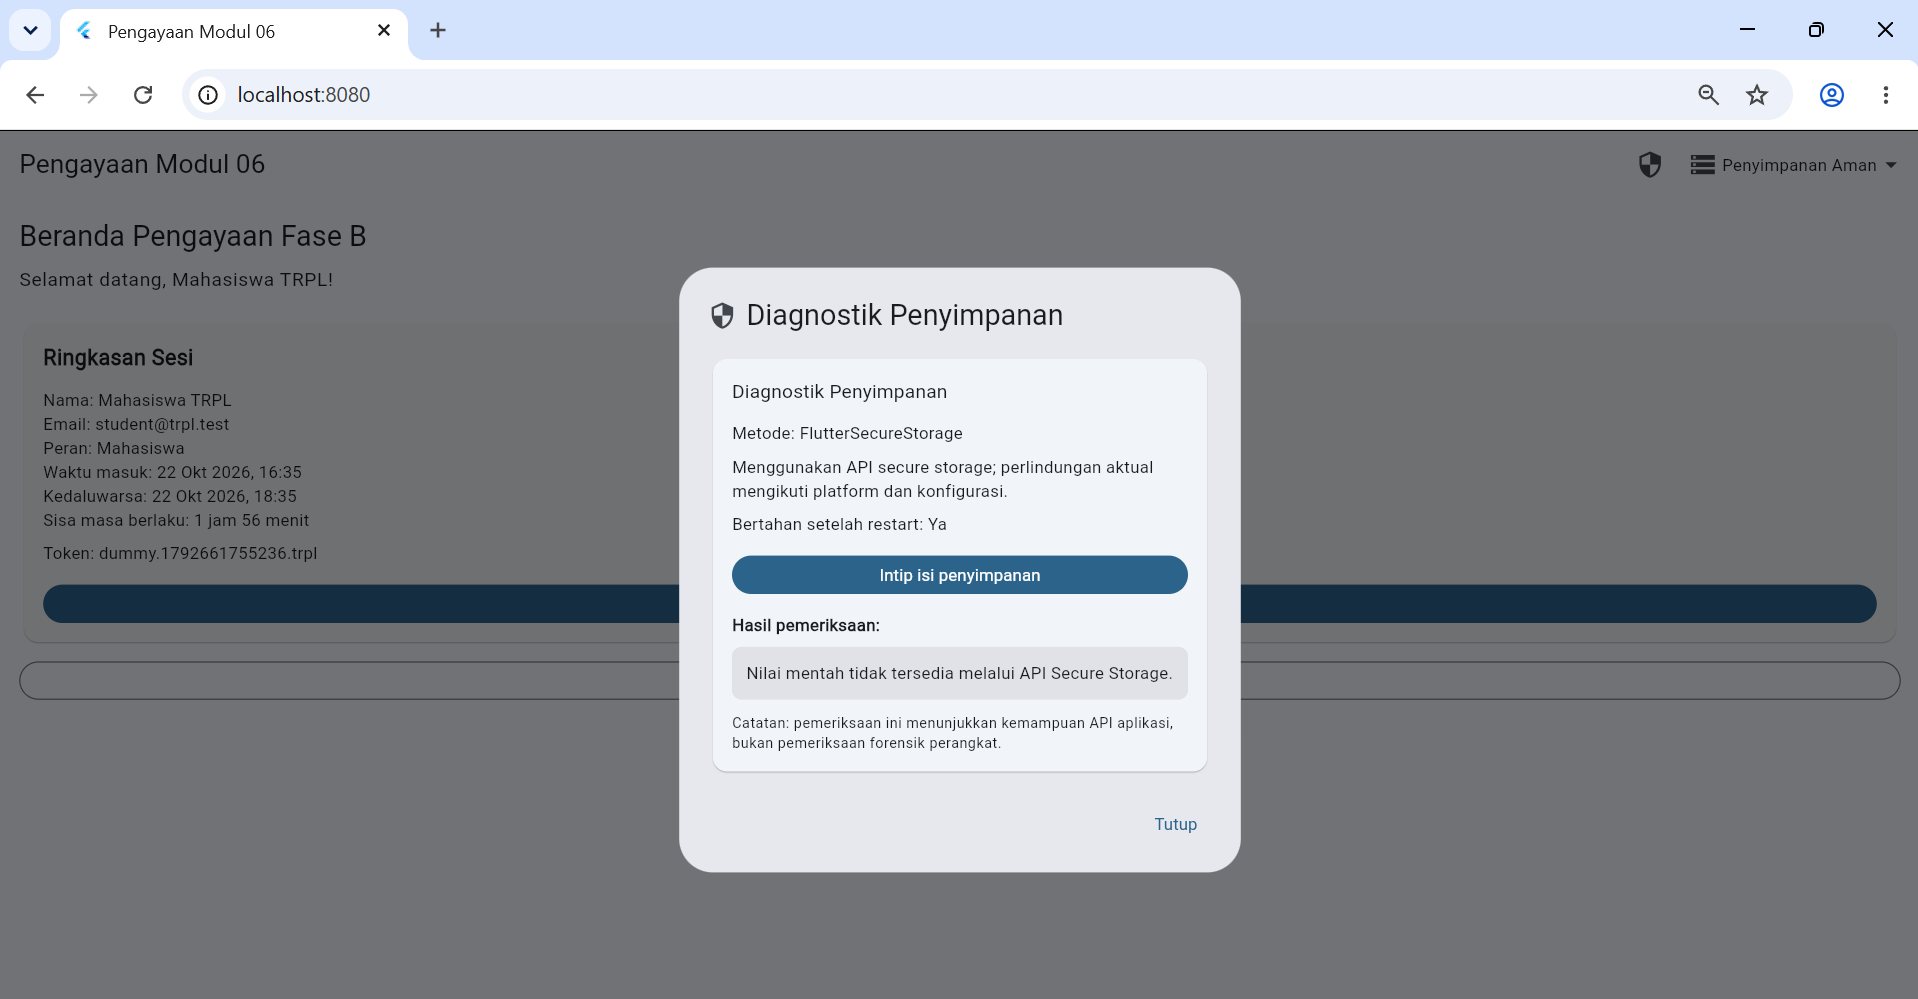 Pengayaan Modul 06
localhost:8080
Pengayaan Modul 06
Penyimpanan Aman
Beranda Pengayaan Fase B
Selamat datang, Mahasiswa TRPL!
Ringkasan Sesi
Nama: Mahasiswa TRPL
Email: student@trpl.test
Peran: Mahasiswa
Waktu masuk: 22 Okt 2026, 16:35
Kedaluwarsa: 22 Okt 2026, 18:35
Sisa masa berlaku: 1 jam 56 menit
Token: dummy.1792661755236.trpl
Diagnostik Penyimpanan
Diagnostik Penyimpanan
Metode: FlutterSecureStorage
Menggunakan API secure storage; perlindungan aktual
mengikuti platform dan konfigurasi.
Bertahan setelah restart: Ya
Intip isi penyimpanan
Hasil pemeriksaan:
Nilai mentah tidak tersedia melalui API Secure Storage.
Catatan: pemeriksaan ini menunjukkan kemampuan API aplikasi,
bukan pemeriksaan forensik perangkat.
Tutup